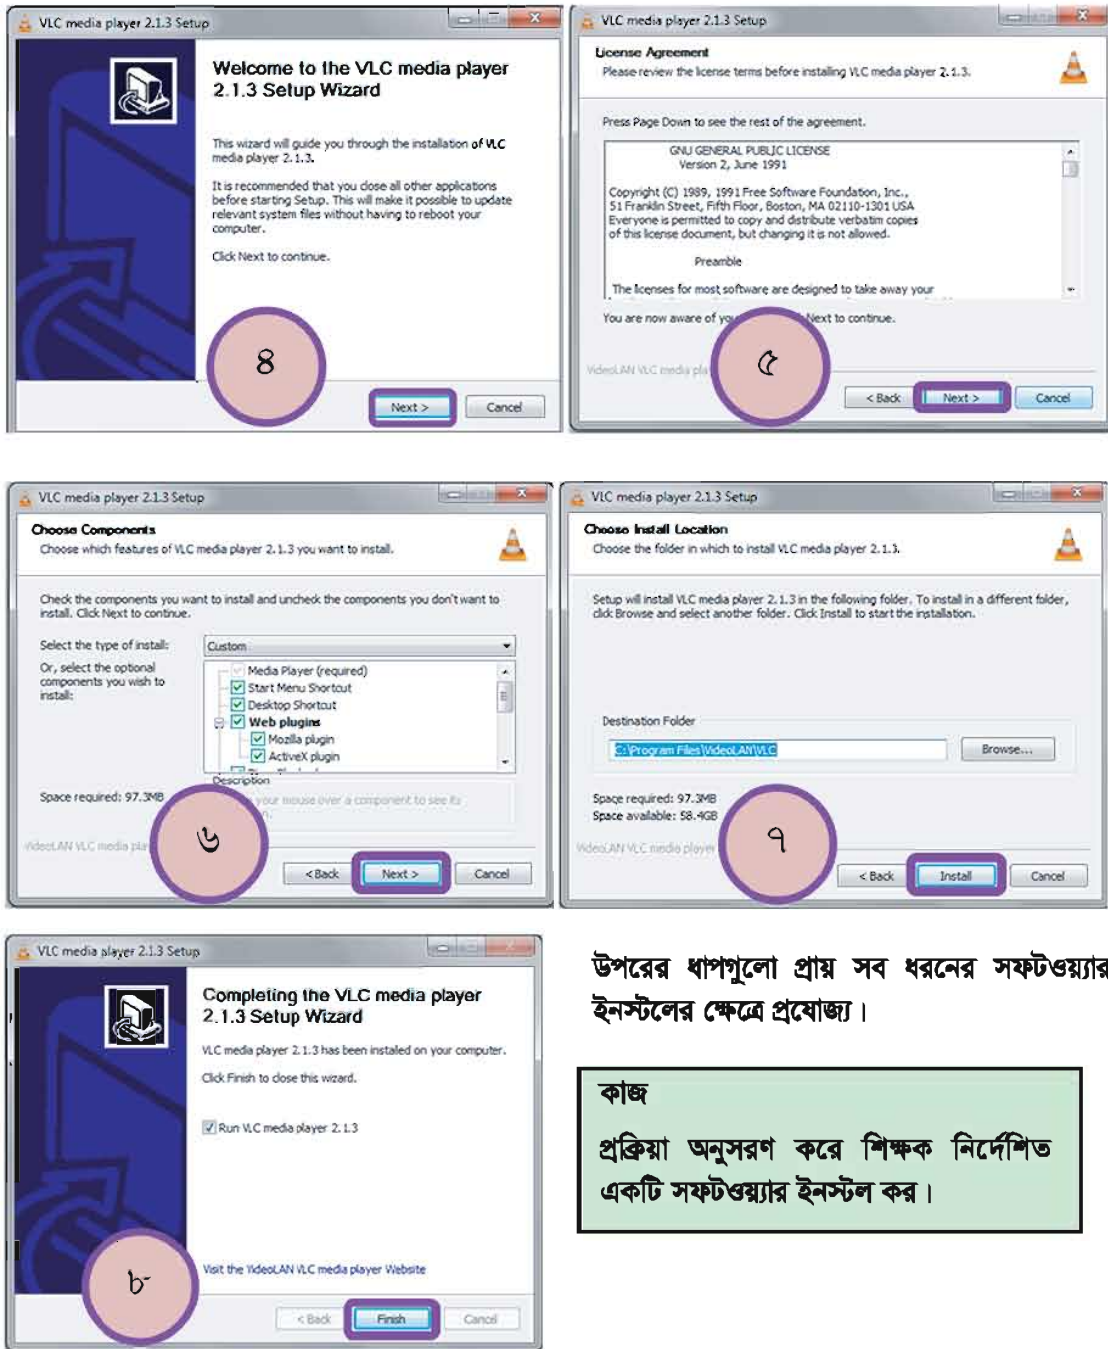 VLC media player 2.1.3 Setup
Welcome to the VLC media player
2.1.3 Setup Wizard
This wizard will guide you through the installation of VLC
media player 2.1.3.
It is recommended that you close all other applications
before starting Setup. This will make it possible to update
relevant system files without having to reboot your
computer.
Click Next to continue.
৪
Next >
Cancel
VLC media player 2.1.3 Setup
License Agreement
Please review the license terms before installing VLC media player 2.1.3.
Press Page Down to see the rest of the agreement.
GNU GENERAL PUBLIC LICENSE
Version 2, June 1991
Copyright (C) 1989, 1991 Free Software Foundation, Inc.,
51 Franklin Street, Fifth Floor, Boston, MA 02110-1301 USA
Everyone is permitted to copy and distribute verbatim copies
of this license document, but changing it is not allowed.
Preamble
The licenses for most software are designed to take away your
You are now aware of Next to continue.
VideoLAN VLC media
৫
< Back
Next >
Cancel
VLC media player 2.1.3 Setup
Choose Components
Choose which features of VLC media player 2.1.3 you want to install.
Check the components you want to install and uncheck the components you don't want to
install. Click Next to continue.
Select the type of install:
Custom
Or, select the optional
components you wish to
install:
Media Player (required)
Start Menu Shortcut
Desktop Shortcut
Web plugins
Mozilla plugin
ActiveX plugin
Description
Space required: 97.3MB
your mouse over a component to see its
VideoLAN VLC media
৬
< Back
Next >
Cancel
VLC media player 2.1.3 Setup
Choose Install Location
Choose the folder in which to install VLC media player 2.1.3.
Setup will install VLC media player 2.1.3 in the following folder. To install in a different folder,
click Browse and select another folder. Click Install to start the installation.
Destination Folder
C:\Program Files\VideoLAN\VLC
Browse...
Space required: 97.3MB
Space available: 58.4GB
VideoLAN VLC media player
৭
< Back
Install
Cancel
VLC media player 2.1.3 Setup
Completing the VLC media player
2.1.3 Setup Wizard
VLC media player 2.1.3 has been installed on your computer.
Click Finish to close this wizard.
Run VLC media player 2.1.3
Visit the VideoLAN VLC media player Website
৮
< Back
Finish
Cancel
উপরের ধাপগুলো প্রায় সব ধরনের সফটওয়্যার
ইনস্টলের ক্ষেত্রে প্রযোজ্য।
কাজ
প্রক্রিয়া অনুসরণ করে শিক্ষক নির্দেশিত
একটি সফটওয়্যার ইনস্টল কর।